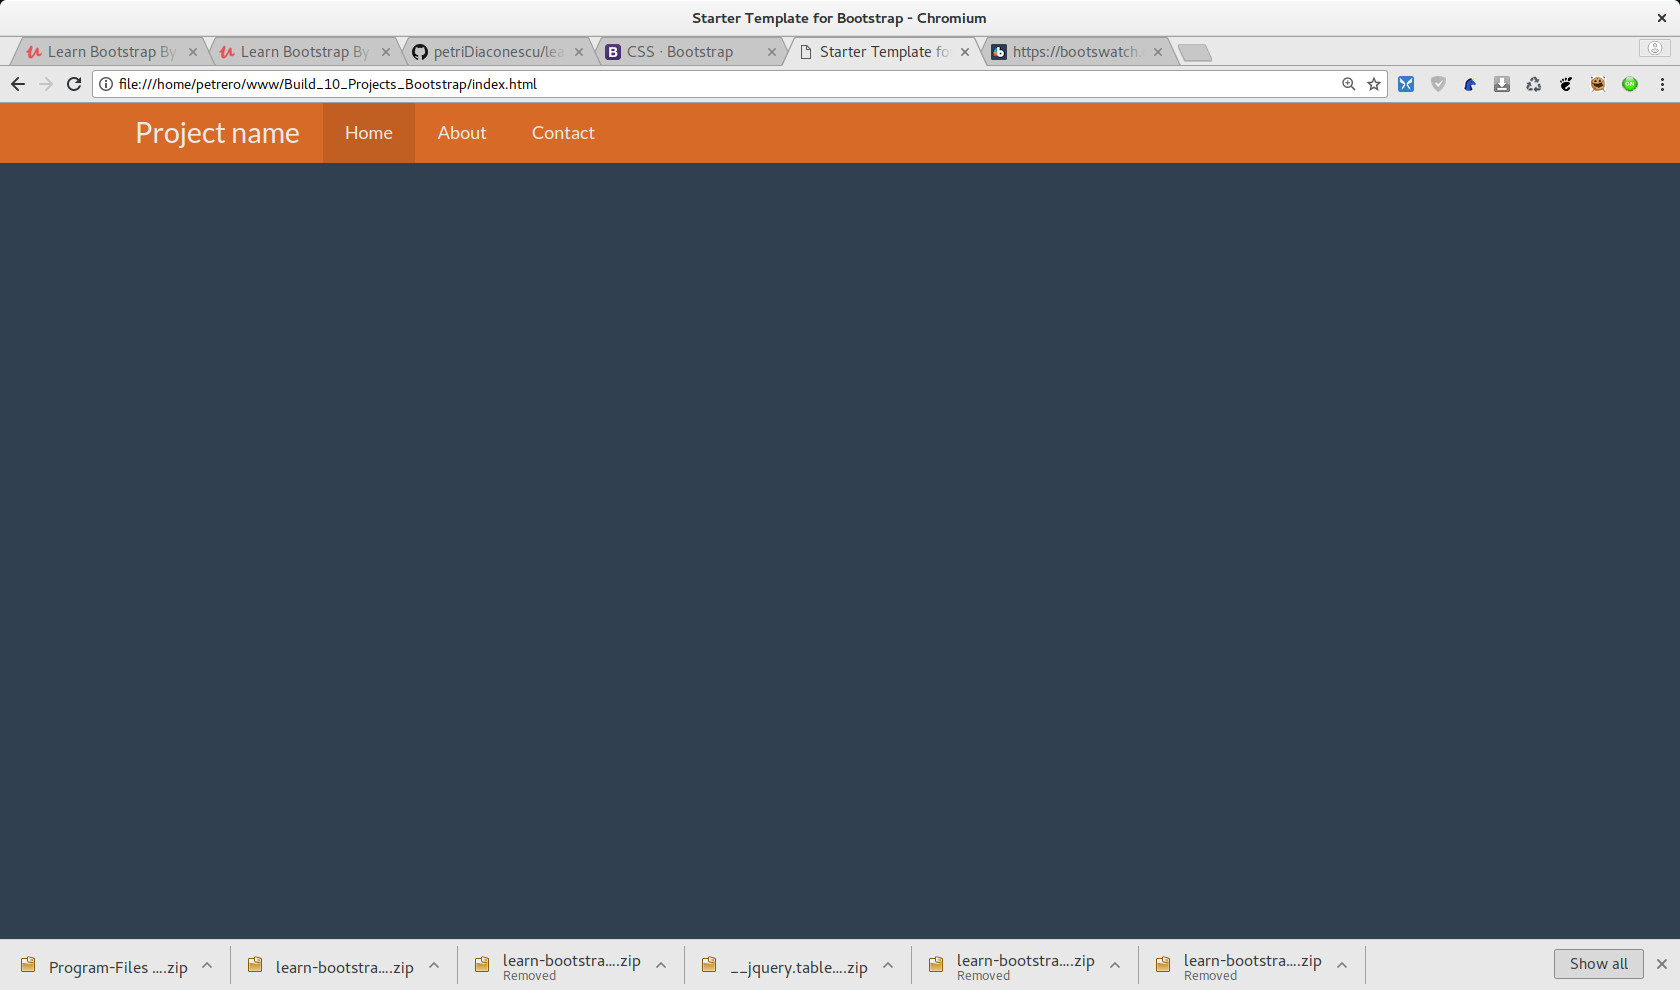 Starter Template for Bootstrap - Chromium
Learn Bootstrap By
Learn Bootstrap By
petriDiaconescu/lea
CSS · Bootstrap
Starter Template fo
https://bootswatch.
file:///home/petrero/www/Build_10_Projects_Bootstrap/index.html
ON
Project name
Home
About
Contact
Program-Files ....zip
learn-bootstra....zip
learn-bootstra....zip
Removed
__jquery.table....zip
learn-bootstra....zip
Removed
learn-bootstra....zip
Removed
Show all